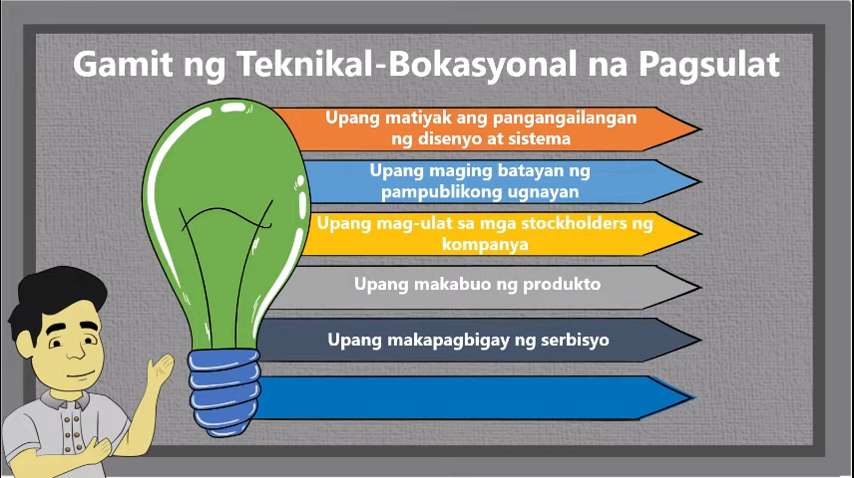 Gamit ng Teknikal-Bokasyonal na Pagsulat
Upang matiyak ang pangangailangan
ng disenyo at sistema
Upang maging batayan ng
pampublikong ugnayan
Upang mag-ulat sa mga stockholders ng
kompanya
Upang makabuo ng produkto
Upang makapagbigay ng serbisyo